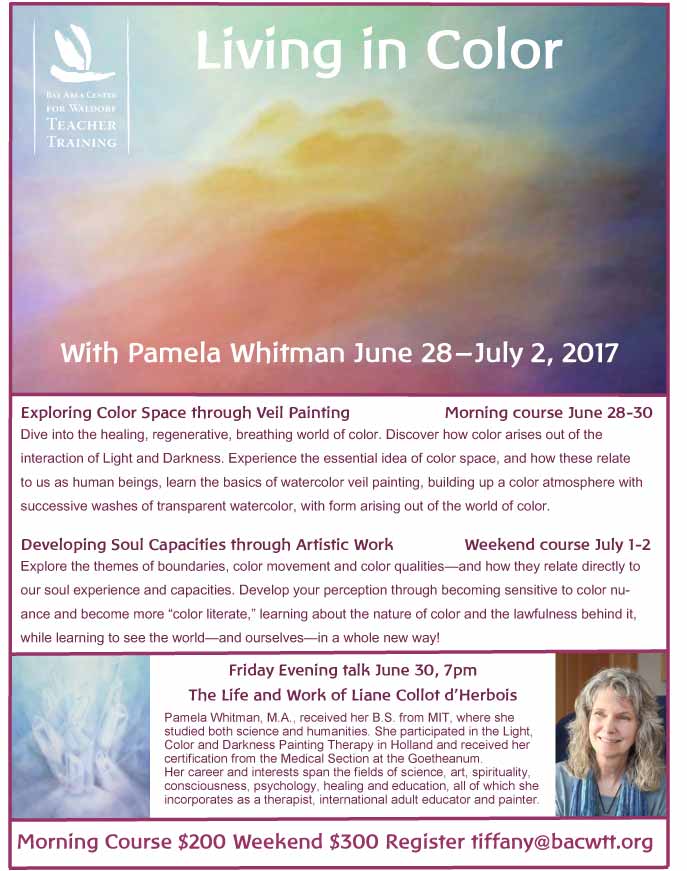 Living in Color
BAY AREA CENTER
FOR WALDORF
TEACHER
TRAINING
With Pamela Whitman June 28–July 2, 2017
Exploring Color Space through Veil Painting Morning course June 28-30
Dive into the healing, regenerative, breathing world of color. Discover how color arises out of the
interaction of Light and Darkness. Experience the essential idea of color space, and how these relate
to us as human beings, learn the basics of watercolor veil painting, building up a color atmosphere with
successive washes of transparent watercolor, with form arising out of the world of color.
Developing Soul Capacities through Artistic Work Weekend course July 1-2
Explore the themes of boundaries, color movement and color qualities—and how they relate directly to
our soul experience and capacities. Develop your perception through becoming sensitive to color nu-
ance and become more “color literate,” learning about the nature of color and the lawfulness behind it,
while learning to see the world—and ourselves—in a whole new way!
Friday Evening talk June 30, 7pm
The Life and Work of Liane Collot d’Herbois
Pamela Whitman, M.A., received her B.S. from MIT, where she
studied both science and humanities. She participated in the Light,
Color and Darkness Painting Therapy in Holland and received her
certification from the Medical Section at the Goetheanum.
Her career and interests span the fields of science, art, spirituality,
consciousness, psychology, healing and education, all of which she
incorporates as a therapist, international adult educator and painter.
Morning Course $200 Weekend $300 Register tiffany@bacwtt.org